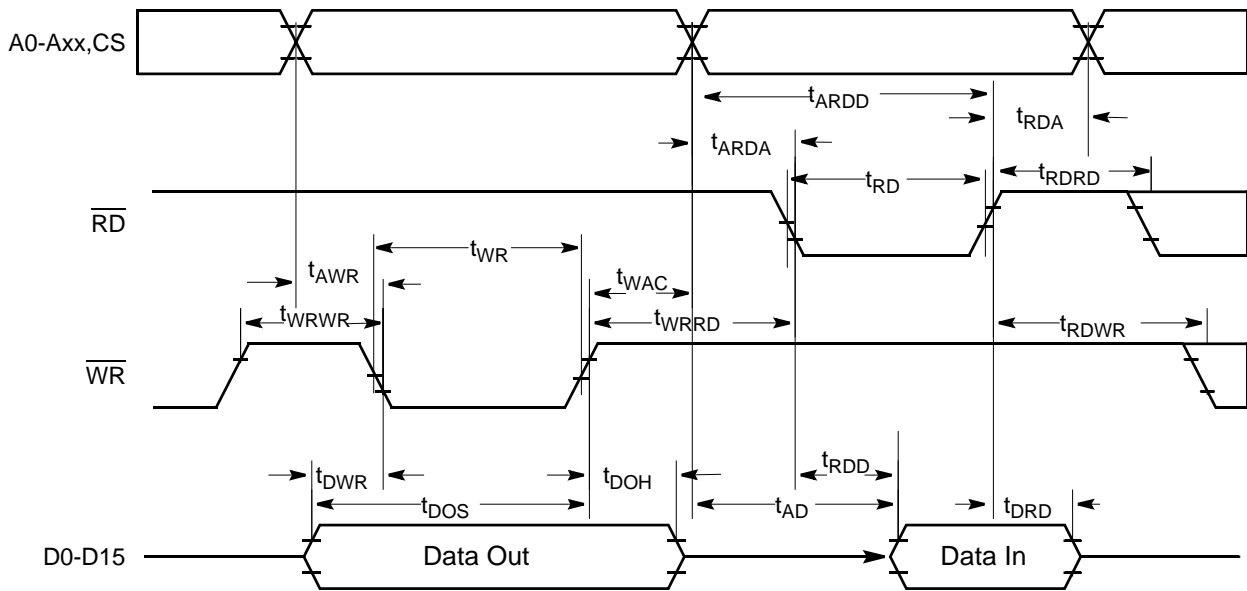 A0-Axx,CS
tARDD
tRDA
tARDA
tRD
tRDRD
RD
tWR
tAWR
tWAC
tWRWR
tWRRD
tRDWR
WR
tRDD
tDWR
tDOH
tDOS
tAD
tDRD
D0-D15
Data Out
Data In